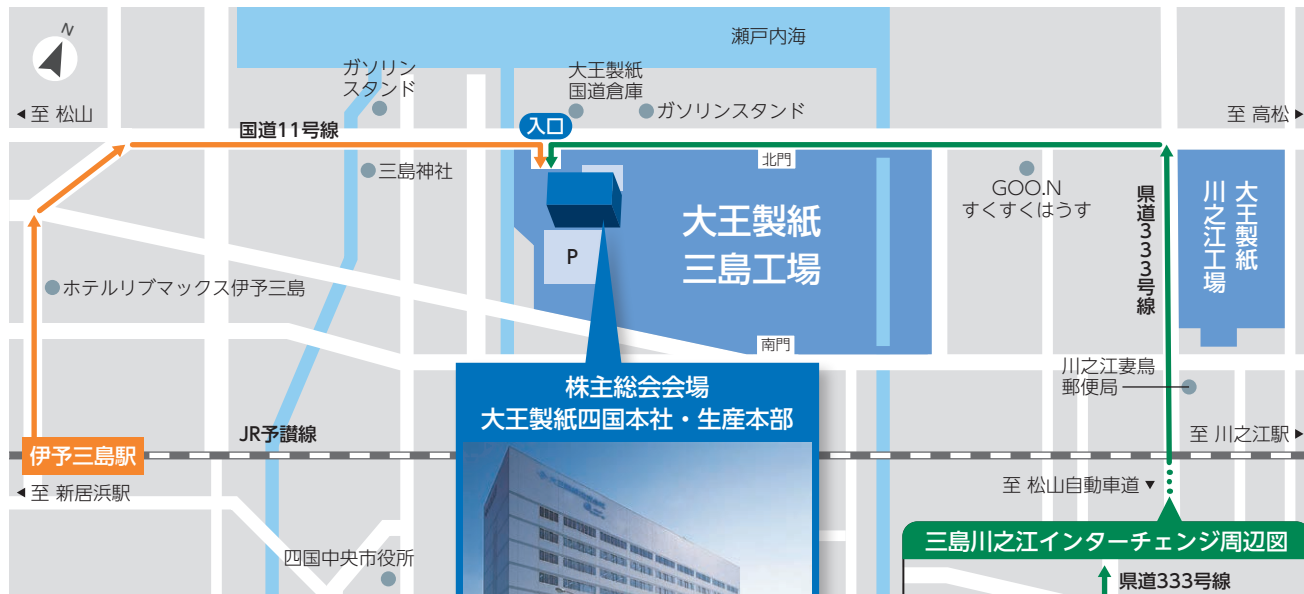 N
瀬戸内海
ガソリン
スタンド
大王製紙
国道倉庫
ガソリンスタンド
◀至 松山
至 高松▶
国道11号線
入口
北門
三島神社
GOO.N
すくすくはうす
県道333号線
大王製紙
川之江工場
大王製紙
三島工場
P
ホテルリブマックス伊予三島
南門
川之江妻鳥
郵便局
株主総会会場
大王製紙四国本社・生産本部
JR予讃線
至 川之江駅▶
伊予三島駅
◀至 新居浜駅
至 松山自動車道▼
三島川之江インターチェンジ周辺図
四国中央市役所
県道333号線